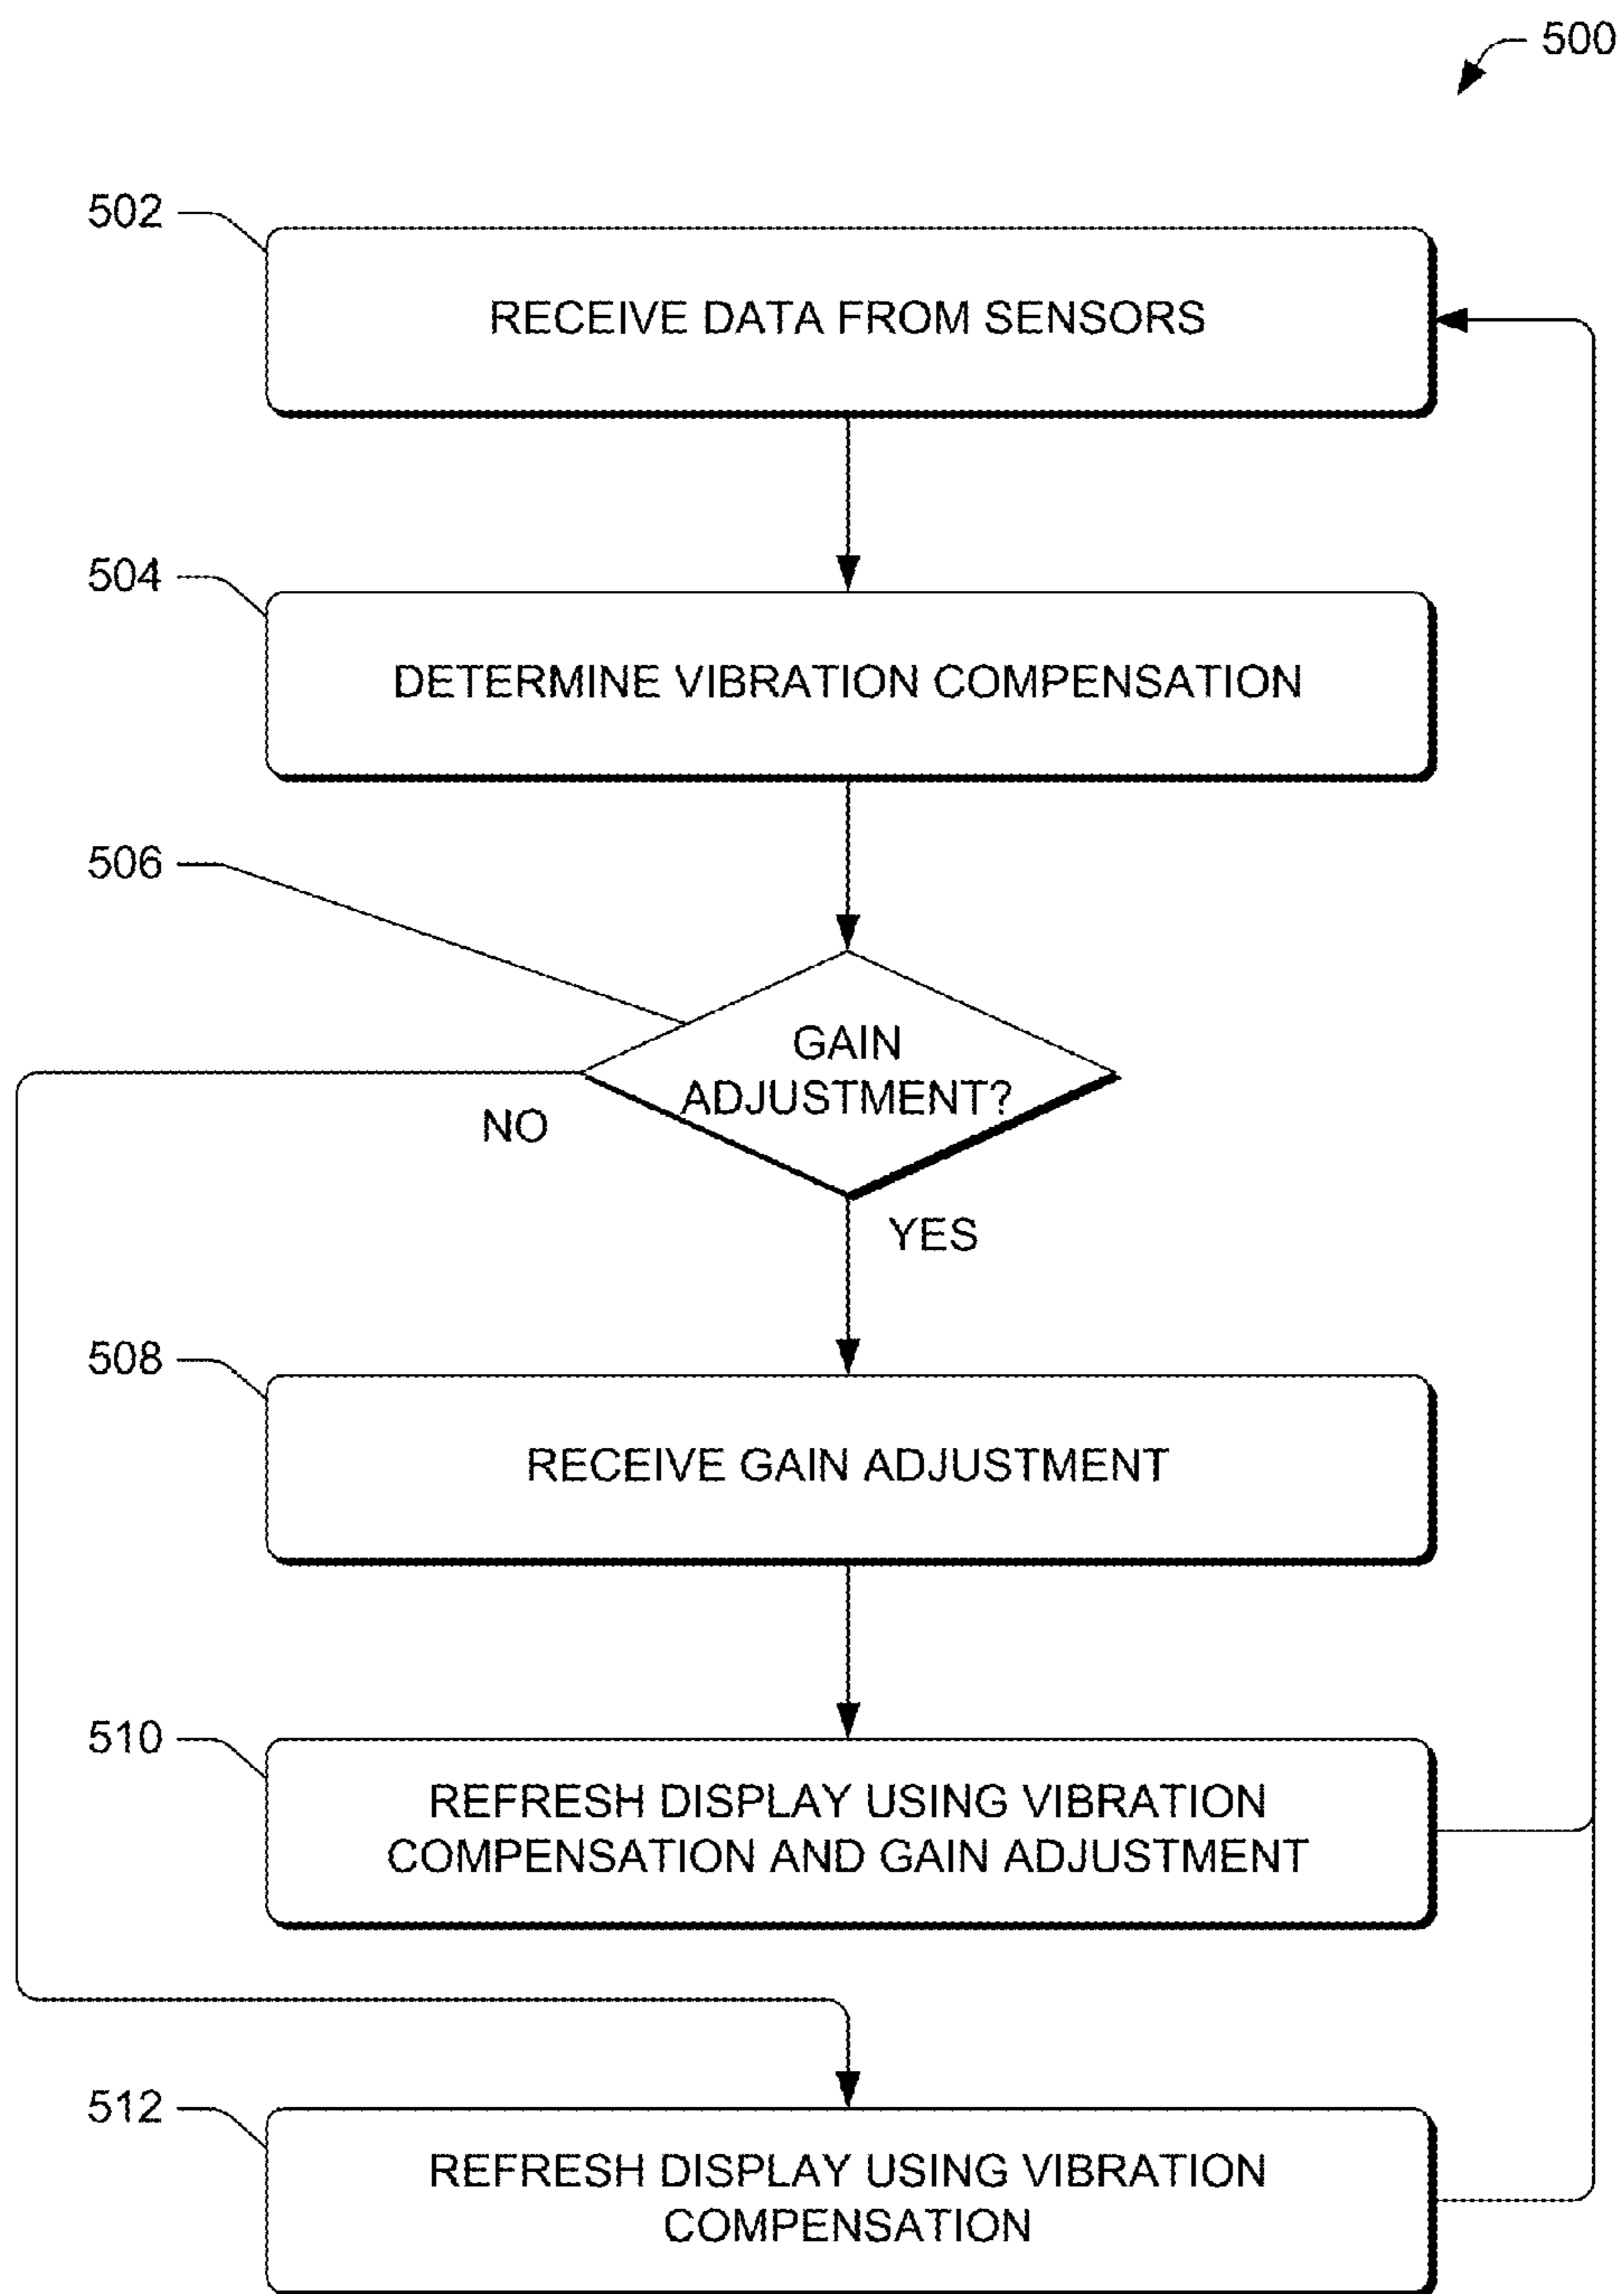 500
502
RECEIVE DATA FROM SENSORS
504
DETERMINE VIBRATION COMPENSATION
506
GAIN
ADJUSTMENT?
NO
YES
508
RECEIVE GAIN ADJUSTMENT
510
REFRESH DISPLAY USING VIBRATION
COMPENSATION AND GAIN ADJUSTMENT
512
REFRESH DISPLAY USING VIBRATION
COMPENSATION